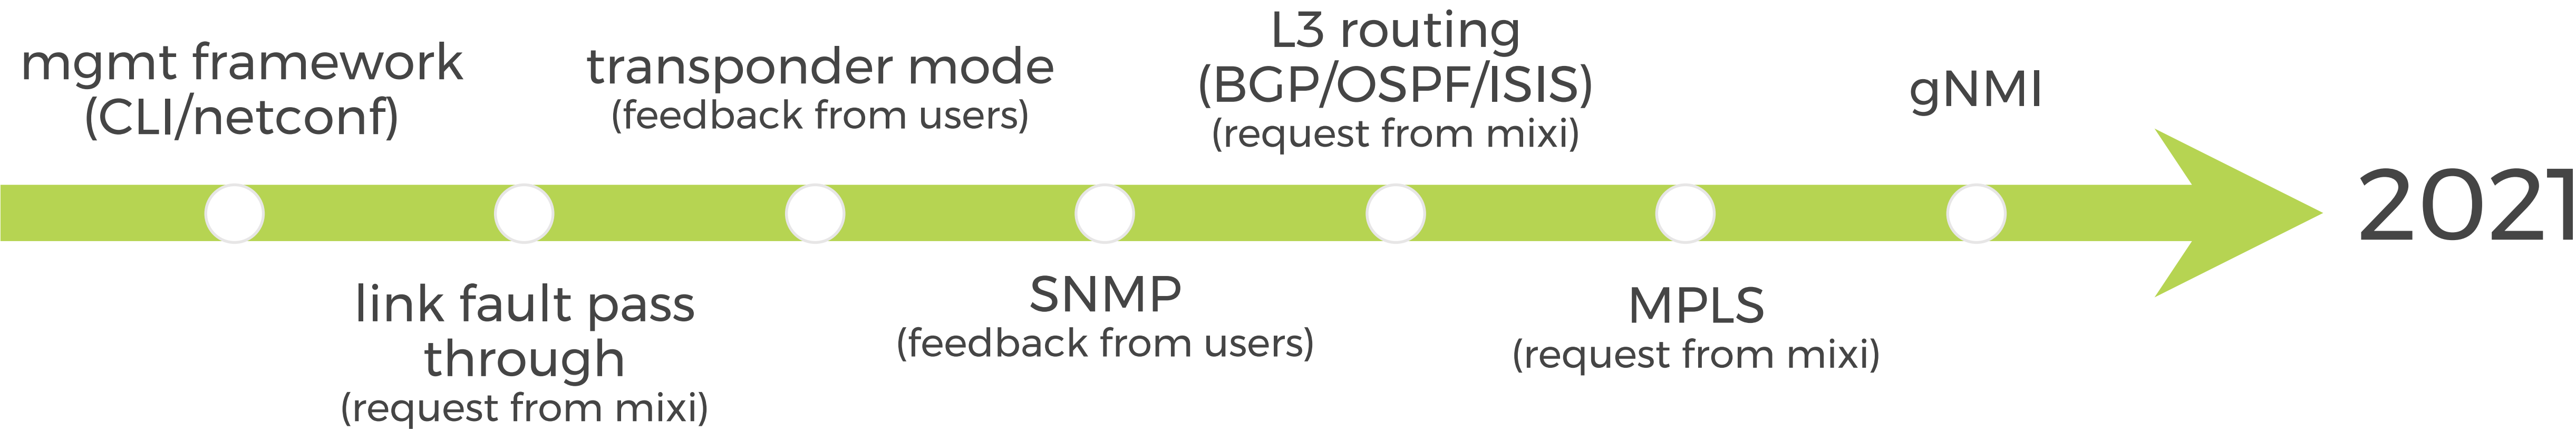 mgmt framework
(CLI/netconf)
link fault pass
through
(request from mixi)
transponder mode
(feedback from users)
SNMP
(feedback from users)
L3 routing
(BGP/OSPF/ISIS)
(request from mixi)
MPLS
(request from mixi)
gNMI
2021